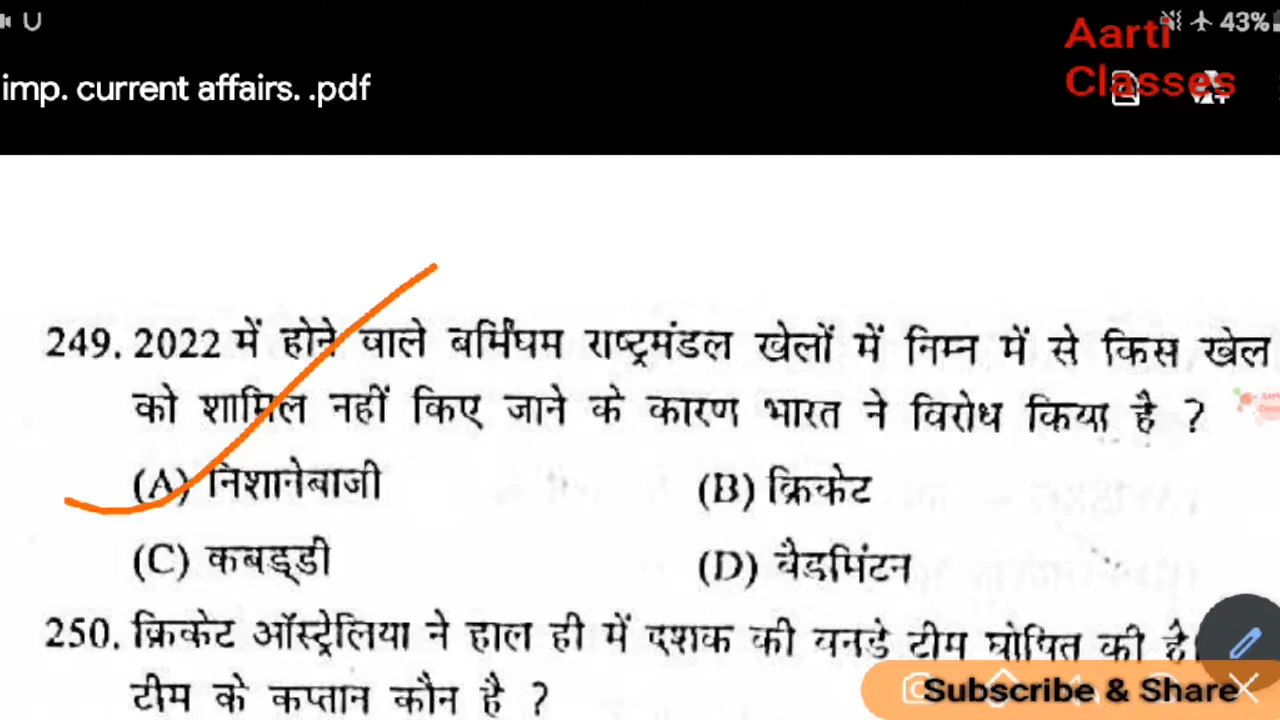 U
43%
Aarti
Classes
imp. current affairs. .pdf
249. 2022 में होने वाले बर्मिंघम राष्ट्रमंडल खेलों में निम्न में से किस खेल
को शामिल नहीं किए जाने के कारण भारत ने विरोध किया है ?
(A) निशानेबाजी (B) क्रिकेट
(C) कबड्डी (D) बैडमिंटन
250. क्रिकेट ऑस्ट्रेलिया ने हाल ही में दशक की वनडे टीम घोषित की है
टीम के कप्तान कौन है ?
Subscribe & Share